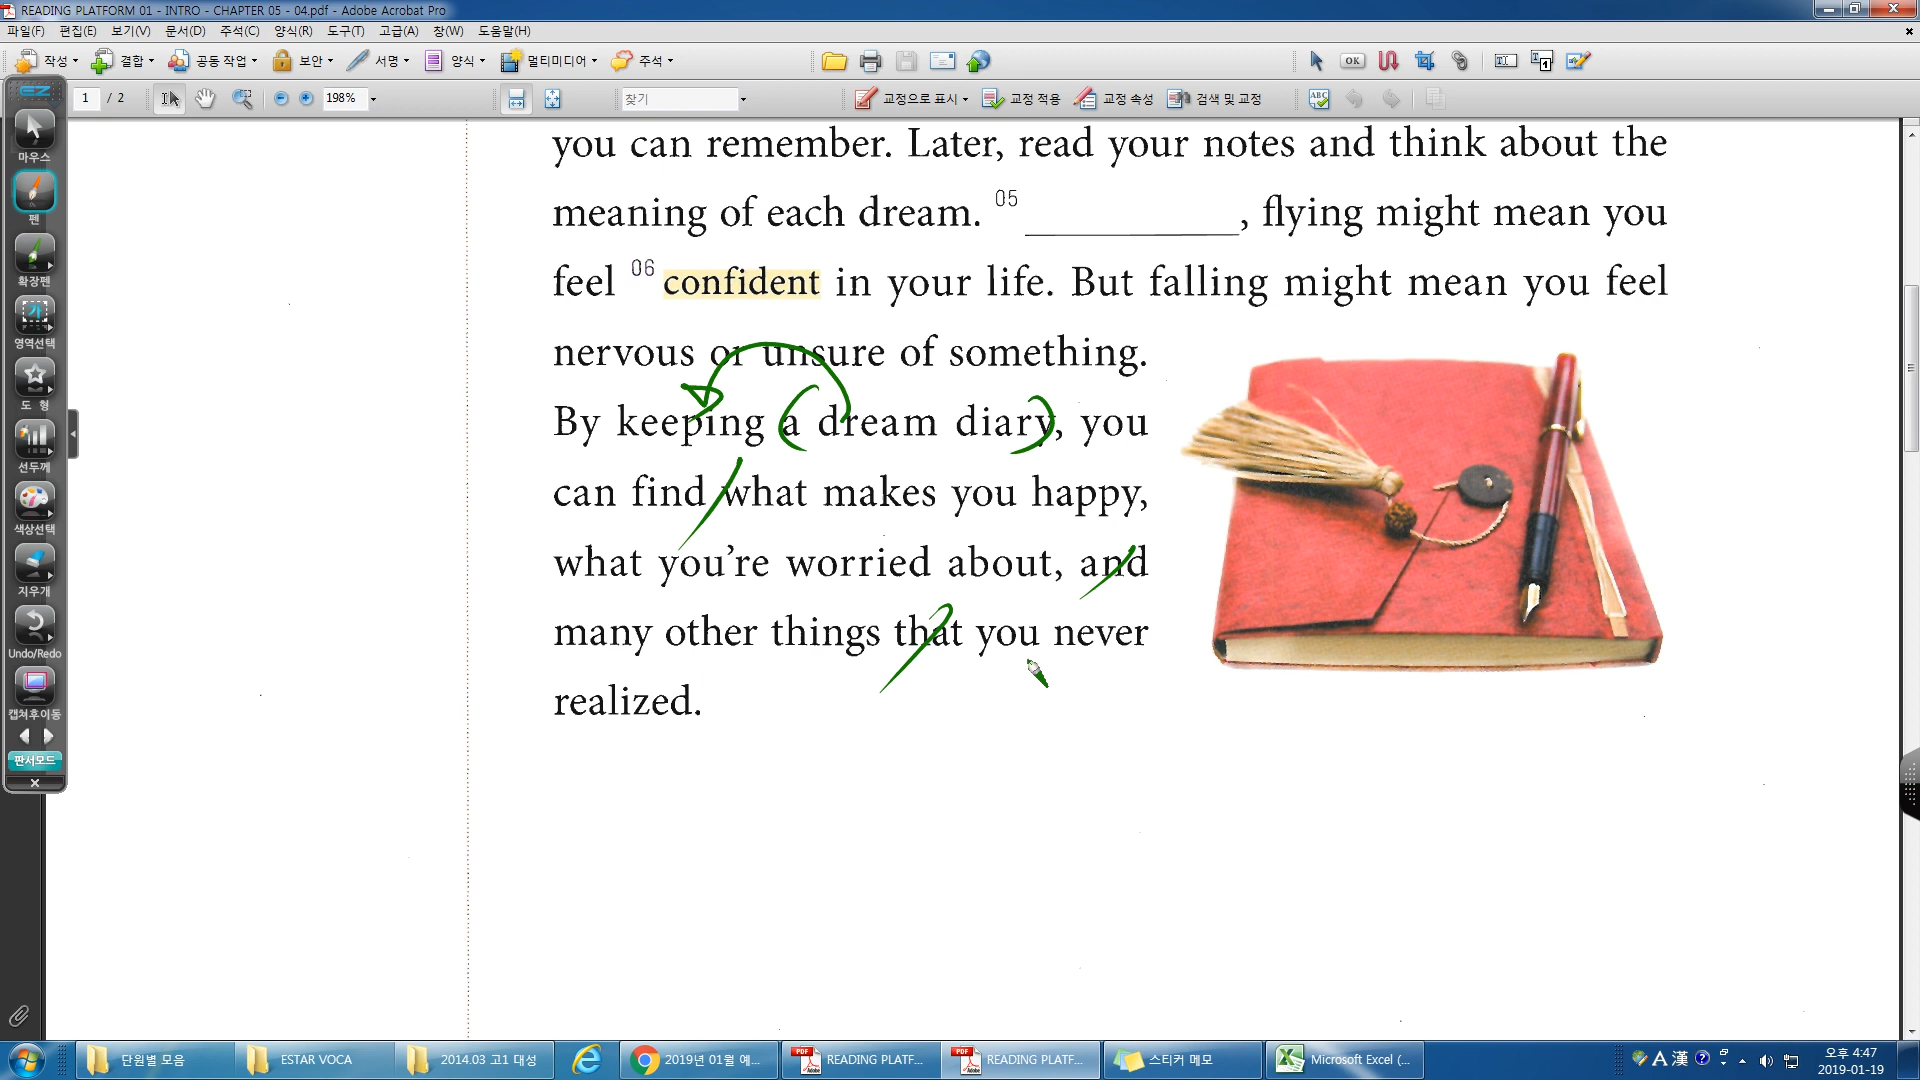 READING PLATFORM 01 - INTRO - CHAPTER 05 - 04.pdf - Adobe Acrobat Pro
파일(F) 편집(E) 보기(V) 문서(D) 주석(C) 양식(R) 도구(T) 고급(A) 창(W) 도움말(H)
작성 결합 공동 작업 보안 서명 양식 멀티미디어 주석 OK
1 / 2 198% 찾기 교정으로 표시 교정 적용 교정 속성 검색 및 교정
마우스
펜
확장펜
영역선택
도 형
선두께
색상선택
지우개
Undo/Redo
캡처후이동
판서모드
you can remember. Later, read your notes and think about the
meaning of each dream. 05 __________, flying might mean you
feel 06 confident in your life. But falling might mean you feel
nervous or unsure of something.
By keeping a dream diary, you
can find what makes you happy,
what you're worried about, and
many other things that you never
realized.
단원별 모음 ESTAR VOCA 2014.03 고1 대성 2019년 01월 예... READING PLATF... READING PLATF... 스티커 메모 Microsoft Excel (... A 漢 오후 4:47
2019-01-19